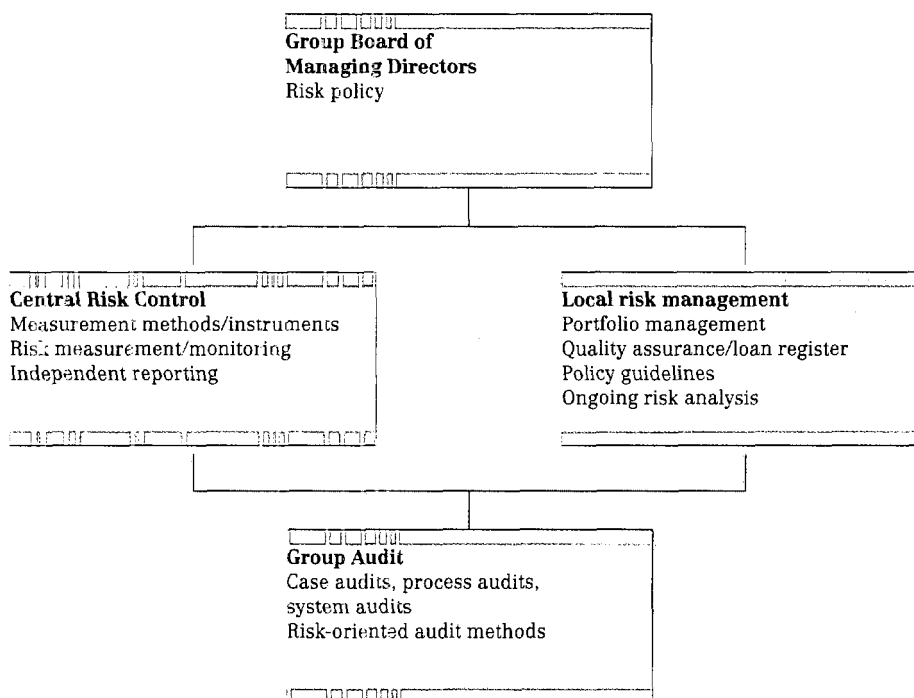 Group Board of
Managing Directors
Risk policy
Central Risk Control
Measurement methods/instruments
Risk measurement/monitoring
Independent reporting
Local risk management
Portfolio management
Quality assurance/loan register
Policy guidelines
Ongoing risk analysis
Group Audit
Case audits, process audits,
system audits
Risk-oriented audit methods